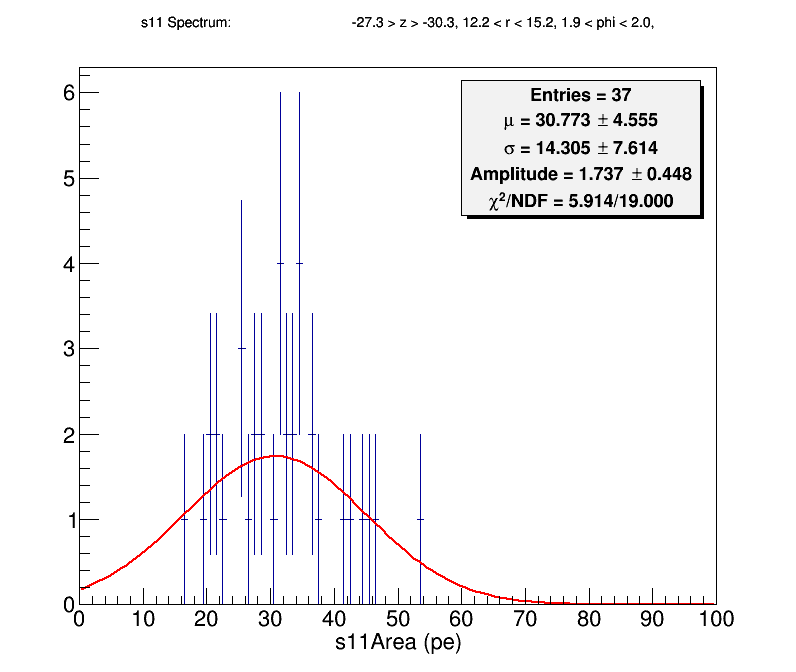 s11 Spectrum: -27.3 > z > -30.3, 12.2 < r < 15.2, 1.9 < phi < 2.0,
Entries = 37
μ = 30.773 ± 4.555
σ = 14.305 ± 7.614
Amplitude = 1.737 ± 0.448
χ²/NDF = 5.914/19.000
6
5
4
3
2
1
0
0 10 20 30 40 50 60 70 80 90 100
s11Area (pe)